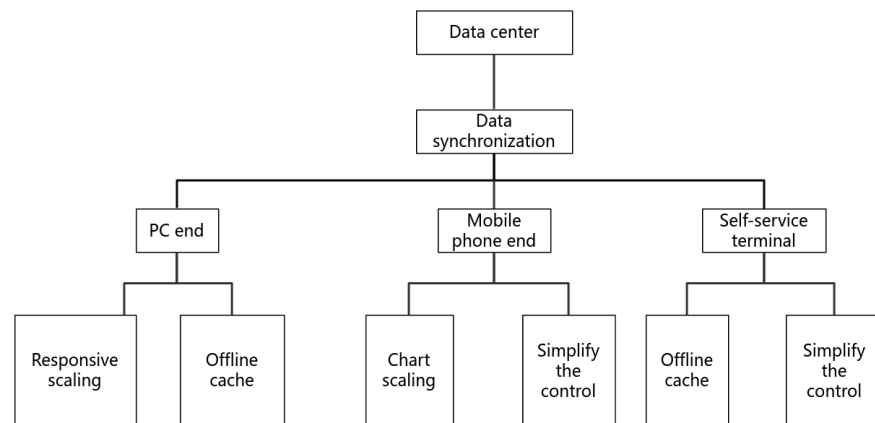 Data center
Data
synchronization
PC end
Mobile
phone end
Self-service
terminal
Responsive
scaling
Offline
cache
Chart
scaling
Simplify
the
control
Offline
cache
Simplify
the
control